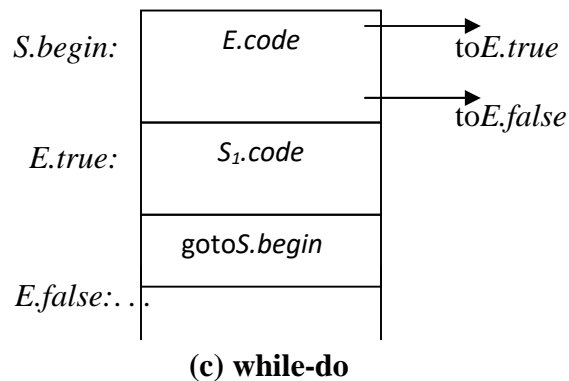 S.begin: E.code toE.true
toE.false
E.true: S₁.code
gotoS.begin
E.false:. . .
(c) while-do